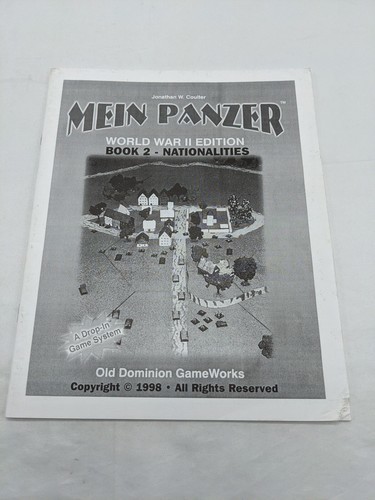 Jonathan W. Coulter
MEIN PANZER™
WORLD WAR II EDITION
BOOK 2 - NATIONALITIES
A Drop-In
Game System
Old Dominion GameWorks
Copyright © 1998 • All Rights Reserved